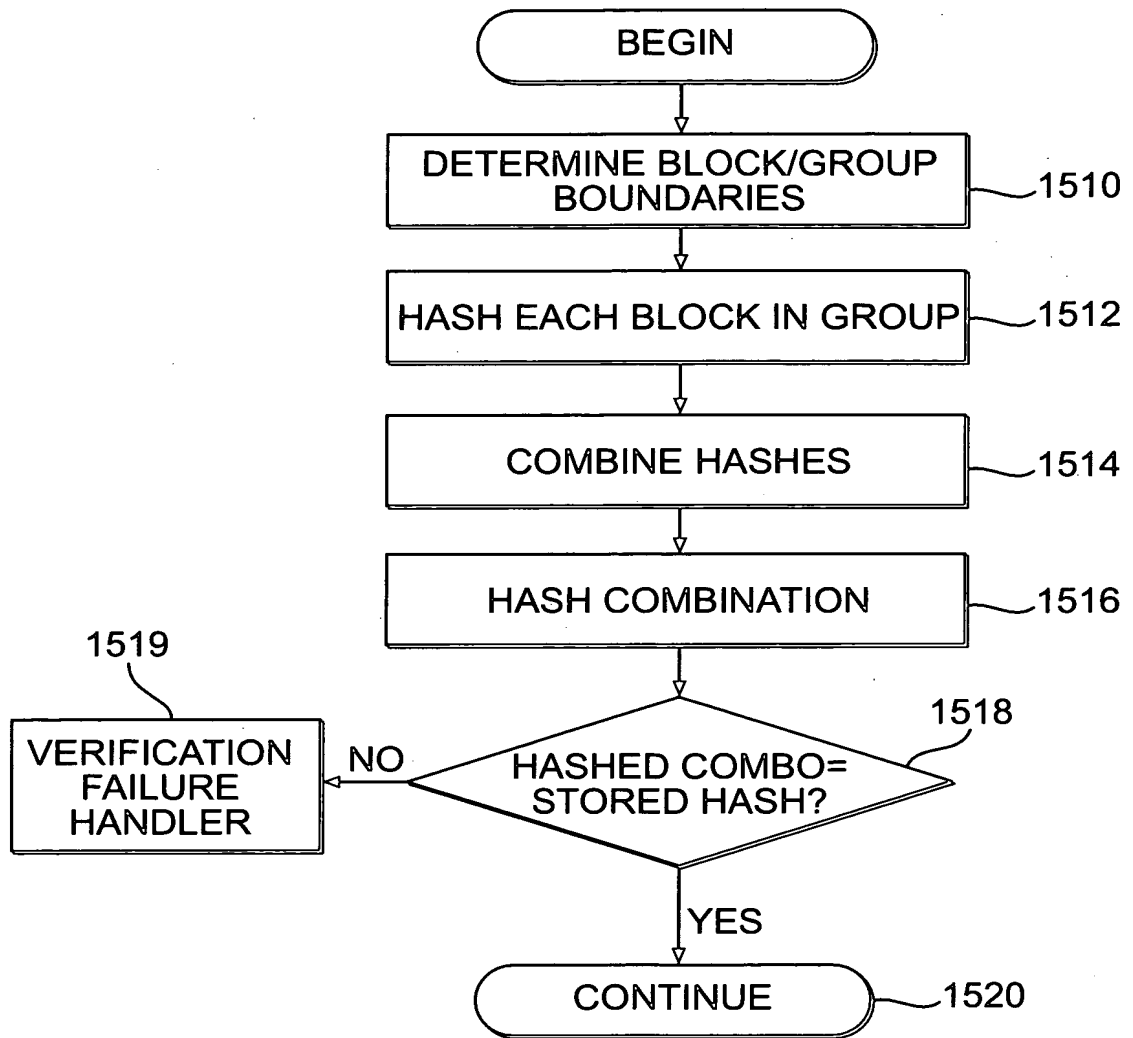 BEGIN
DETERMINE BLOCK/GROUP
BOUNDARIES
1510
HASH EACH BLOCK IN GROUP
1512
COMBINE HASHES
1514
HASH COMBINATION
1516
1519
VERIFICATION
FAILURE
HANDLER
NO
HASHED COMBO=
STORED HASH?
1518
YES
CONTINUE
1520